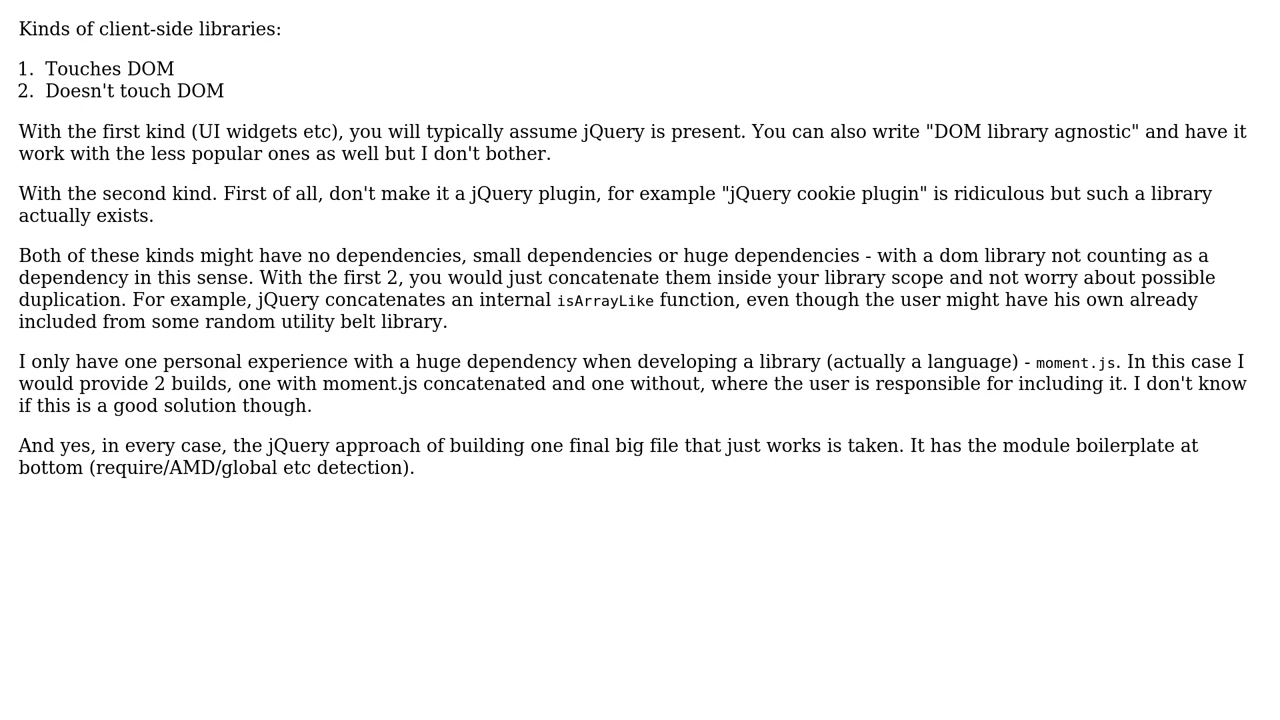 Kinds of client-side libraries:
1. Touches DOM
2. Doesn't touch DOM
With the first kind (UI widgets etc), you will typically assume jQuery is present. You can also write "DOM library agnostic" and have it
work with the less popular ones as well but I don't bother.
With the second kind. First of all, don't make it a jQuery plugin, for example "jQuery cookie plugin" is ridiculous but such a library
actually exists.
Both of these kinds might have no dependencies, small dependencies or huge dependencies - with a dom library not counting as a
dependency in this sense. With the first 2, you would just concatenate them inside your library scope and not worry about possible
duplication. For example, jQuery concatenates an internal isArrayLike function, even though the user might have his own already
included from some random utility belt library.
I only have one personal experience with a huge dependency when developing a library (actually a language) - moment.js. In this case I
would provide 2 builds, one with moment.js concatenated and one without, where the user is responsible for including it. I don't know
if this is a good solution though.
And yes, in every case, the jQuery approach of building one final big file that just works is taken. It has the module boilerplate at
bottom (require/AMD/global etc detection).